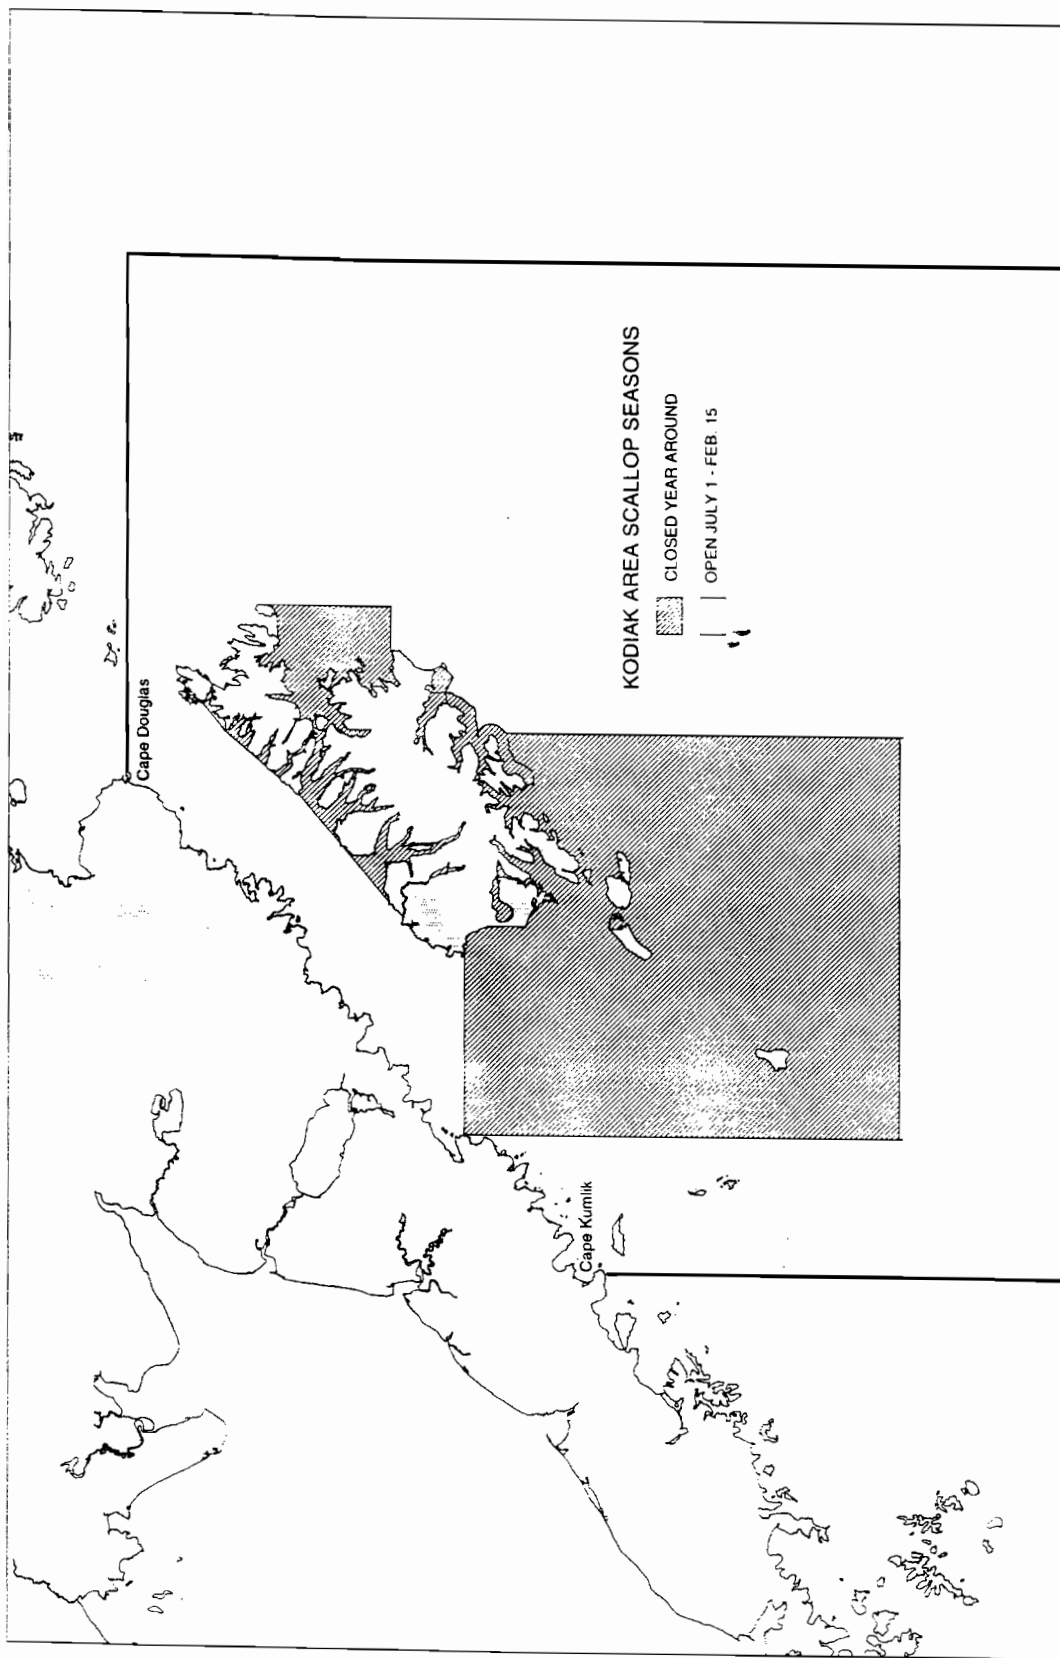 Cape Douglas
KODIAK AREA SCALLOP SEASONS
CLOSED YEAR AROUND
OPEN JULY 1 - FEB. 15
Cape Kumlik